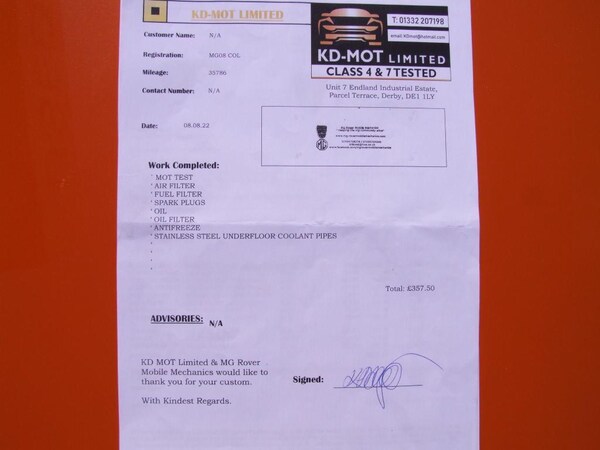 KD-MOT LIMITED
Customer Name: N/A
Registration: MG08 COL
Mileage: 35786
Contact Number: N/A
T: 01332 207198
KD-MOT LIMITED
CLASS 4 & 7 TESTED
Unit 7 Endland Industrial Estate,
Parcel Terrace, Derby, DE1 1LY
Date: 08.08.22
MG
Work Completed:
' MOT TEST
' AIR FILTER
' FUEL FILTER
' SPARK PLUGS
' OIL
' OIL FILTER
' ANTIFREEZE
' STAINLESS STEEL UNDERFLOOR COOLANT PIPES
Total: £357.50
ADVISORIES: N/A
KD MOT Limited & MG Rover
Mobile Mechanics would like to
thank you for your custom.
Signed:
With Kindest Regards.